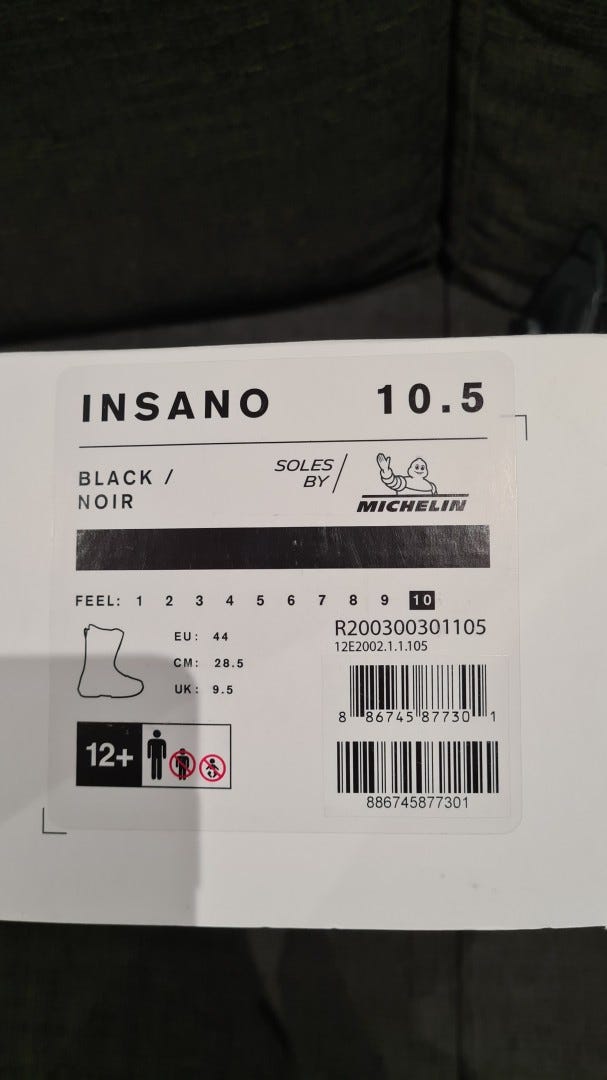 INSANO 10.5
BLACK /
NOIR
SOLES
BY
MICHELIN
FEEL: 1 2 3 4 5 6 7 8 9 10
EU: 44
CM: 28.5
UK: 9.5
R200300301105
12E2002.1.1.105
8 86745 87730 1
886745877301
12+